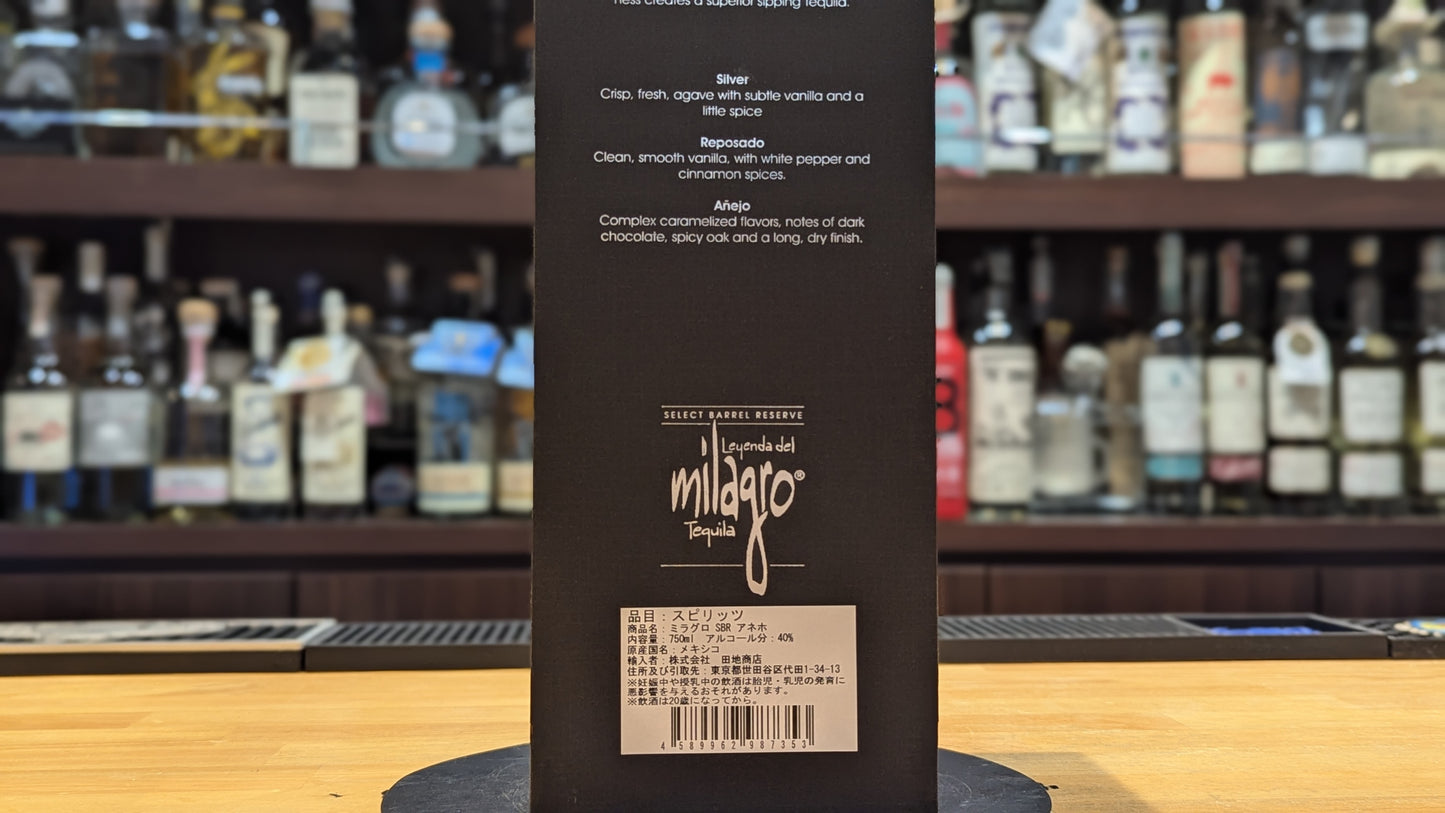 ness creates a superior sipping tequila.
Silver
Crisp, fresh, agave with subtle vanilla and a
little spice
Reposado
Clean, smooth vanilla, with white pepper and
cinnamon spices.
Añejo
Complex caramelized flavors, notes of dark
chocolate, spicy oak and a long, dry finish.
SELECT BARREL RESERVE
Leyenda del
milagro®
Tequila
品目：スピリッツ
商品名：ミラグロ SBR アネホ
内容量：750ml アルコール分：40%
原産国名：メキシコ
輸入者：株式会社 田地商店
住所及び引取先：東京都世田谷区代田1-34-13
※妊娠中や授乳中の飲酒は胎児・乳児の発育に
悪影響を与えるおそれがあります。
※飲酒は20歳になってから。
4 589962 987353